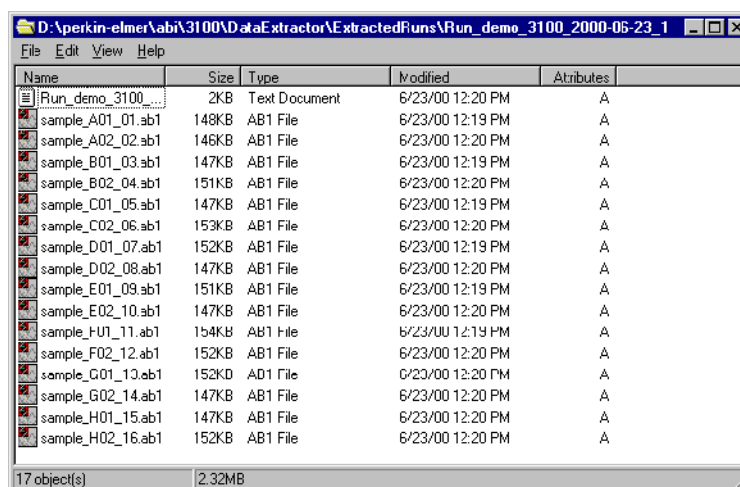 D:\perkin-elmer\abi\3100\DataExtractor\ExtractedRuns\Run_demo_3100_2000-06-23_1
File Edit View Help
Name Size Type Modified Attributes
Run_demo_3100_... 2KB Text Document 6/23/00 12:20 PM A
sample_A01_01.ab1 148KB AB1 File 6/23/00 12:19 PM A
sample_A02_02.ab1 146KB AB1 File 6/23/00 12:20 PM A
sample_B01_03.ab1 147KB AB1 File 6/23/00 12:19 PM A
sample_B02_04.ab1 151KB AB1 File 6/23/00 12:20 PM A
sample_C01_05.ab1 147KB AB1 File 6/23/00 12:19 PM A
sample_C02_06.ab1 153KB AB1 File 6/23/00 12:20 PM A
sample_D01_07.ab1 152KB AB1 File 6/23/00 12:19 PM A
sample_D02_08.ab1 147KB AB1 File 6/23/00 12:20 PM A
sample_E01_09.ab1 151KB AB1 File 6/23/00 12:19 PM A
sample_E02_10.ab1 147KB AB1 File 6/23/00 12:20 PM A
sample_F01_11.ab1 154KB AB1 File 6/23/00 12:19 PM A
sample_F02_12.ab1 152KB AB1 File 6/23/00 12:20 PM A
sample_G01_13.ab1 152KB AB1 File 6/23/00 12:20 PM A
sample_G02_14.ab1 147KB AB1 File 6/23/00 12:20 PM A
sample_H01_15.ab1 147KB AB1 File 6/23/00 12:20 PM A
sample_H02_16.ab1 152KB AB1 File 6/23/00 12:20 PM A
17 object(s) 2.32MB